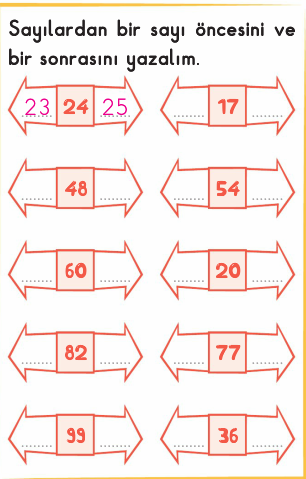 Sayılardan bir sayı öncesini ve
bir sonrasını yazalım.
23 24 25 ........ 17 ........
........ 48 ........ ........ 54 ........
........ 60 ........ ........ 20 ........
........ 82 ........ ........ 77 ........
........ 99 ........ ........ 36 ........